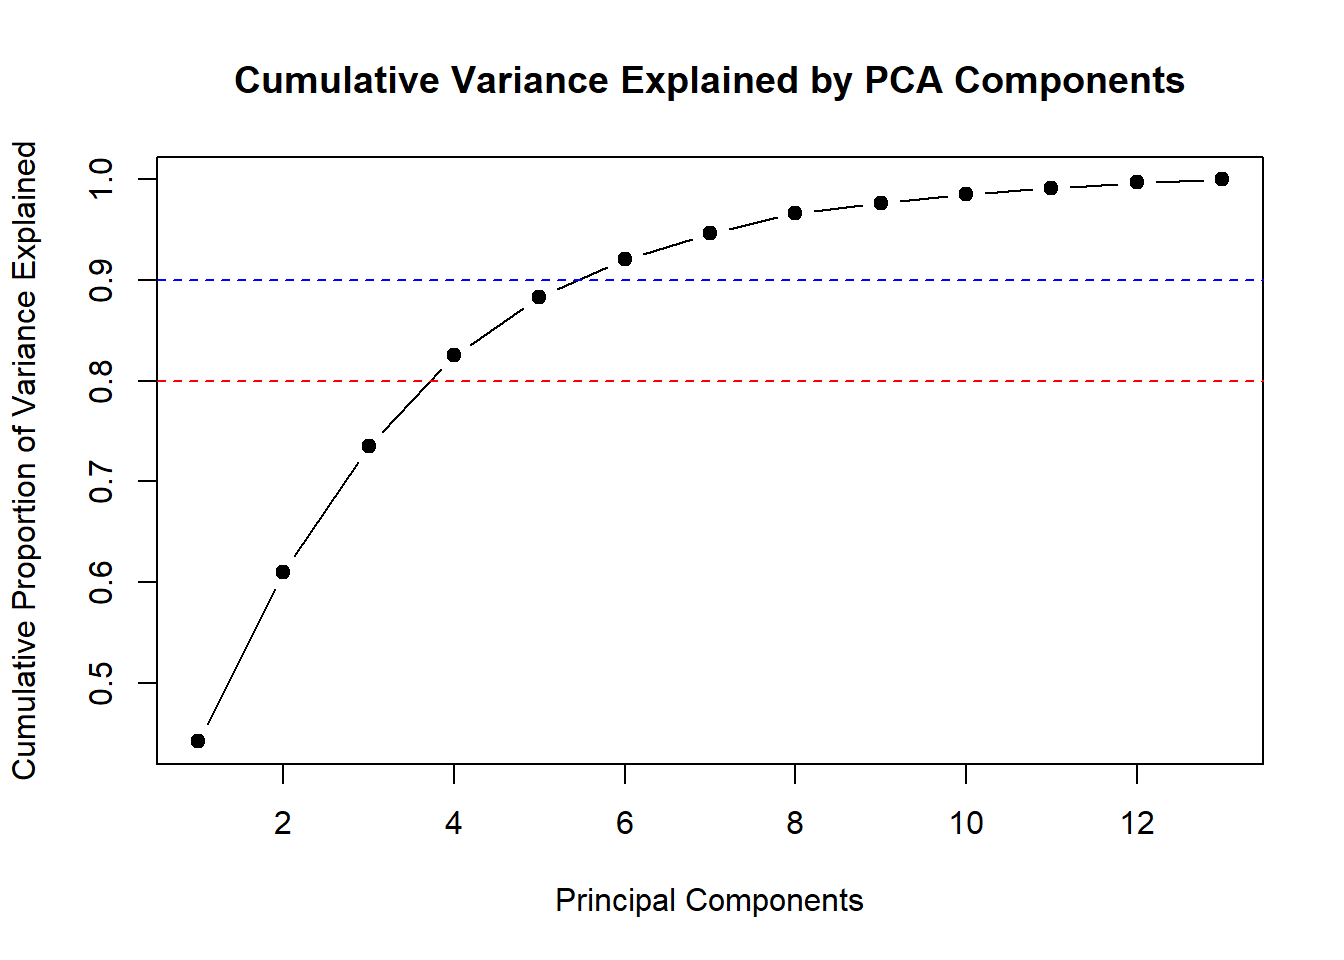 Cumulative Variance Explained by PCA Components
Cumulative Proportion of Variance Explained
1.0
0.9
0.8
0.7
0.6
0.5
2 4 6 8 10 12
Principal Components